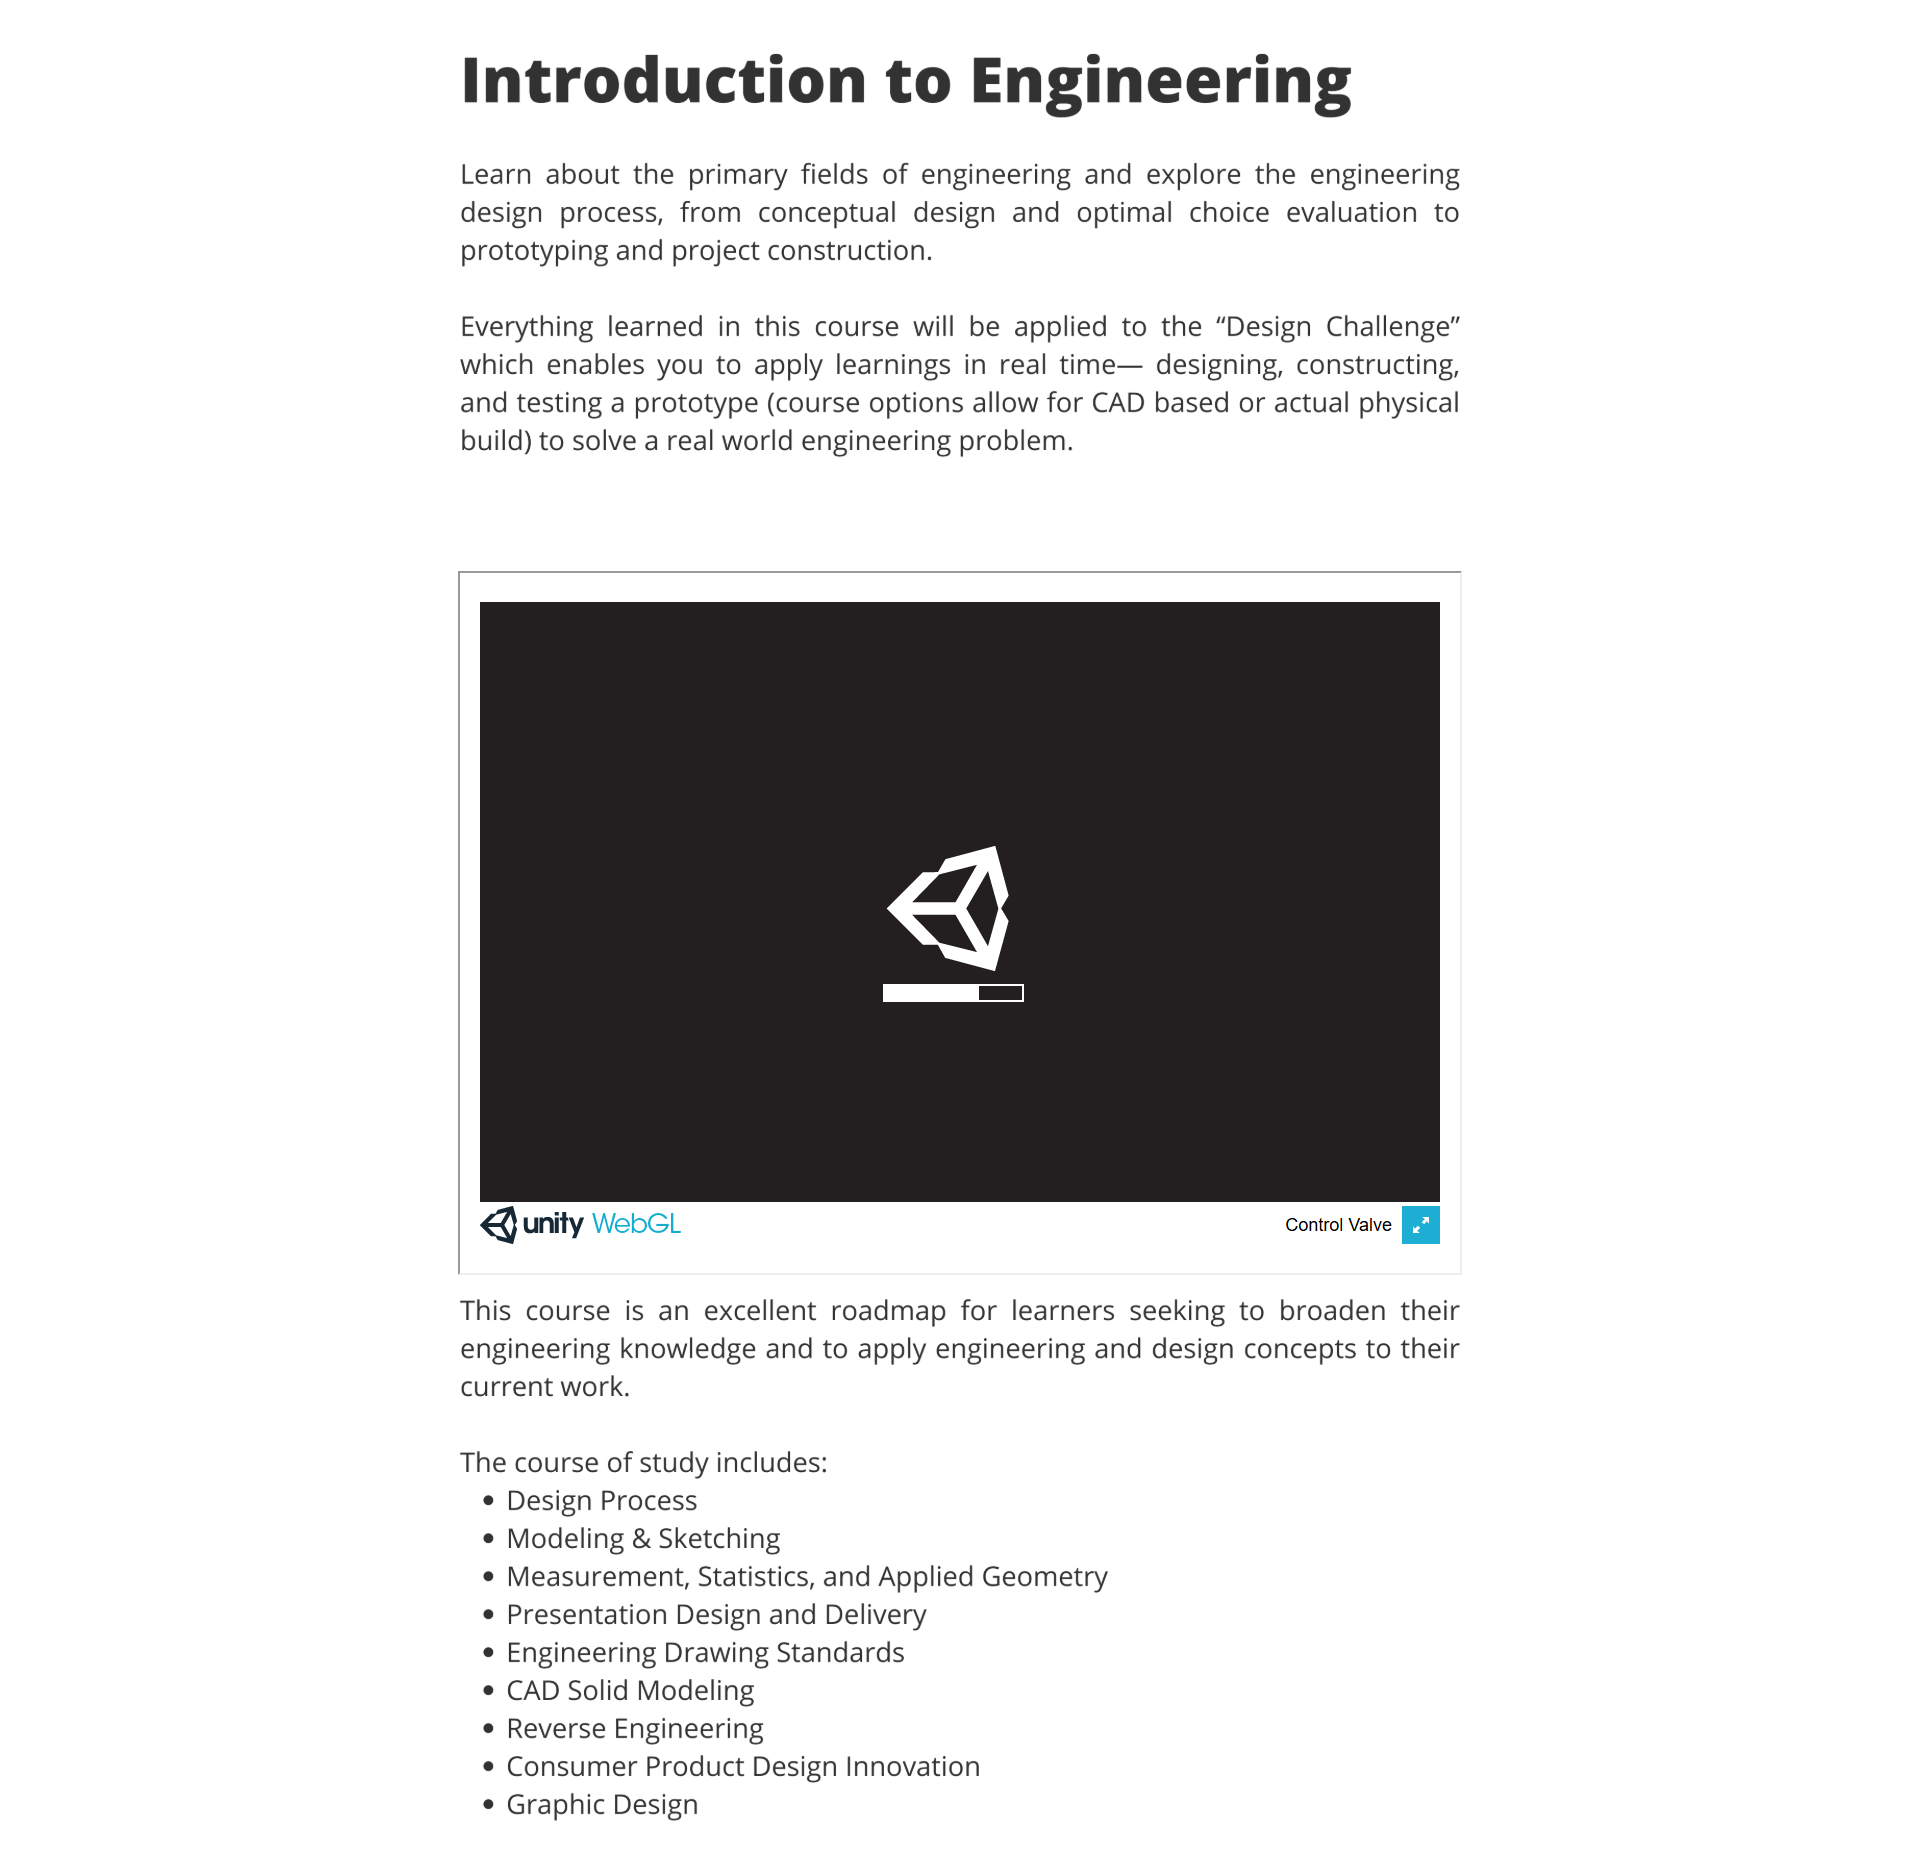 Introduction to Engineering
Learn about the primary fields of engineering and explore the engineering
design process, from conceptual design and optimal choice evaluation to
prototyping and project construction.
Everything learned in this course will be applied to the “Design Challenge”
which enables you to apply learnings in real time— designing, constructing,
and testing a prototype (course options allow for CAD based or actual physical
build) to solve a real world engineering problem.
unity WebGL
Control Valve
This course is an excellent roadmap for learners seeking to broaden their
engineering knowledge and to apply engineering and design concepts to their
current work.
The course of study includes:
• Design Process
• Modeling & Sketching
• Measurement, Statistics, and Applied Geometry
• Presentation Design and Delivery
• Engineering Drawing Standards
• CAD Solid Modeling
• Reverse Engineering
• Consumer Product Design Innovation
• Graphic Design